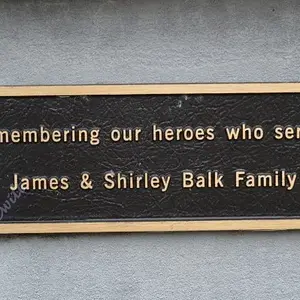 membering our heroes who ser
James & Shirley Balk Family